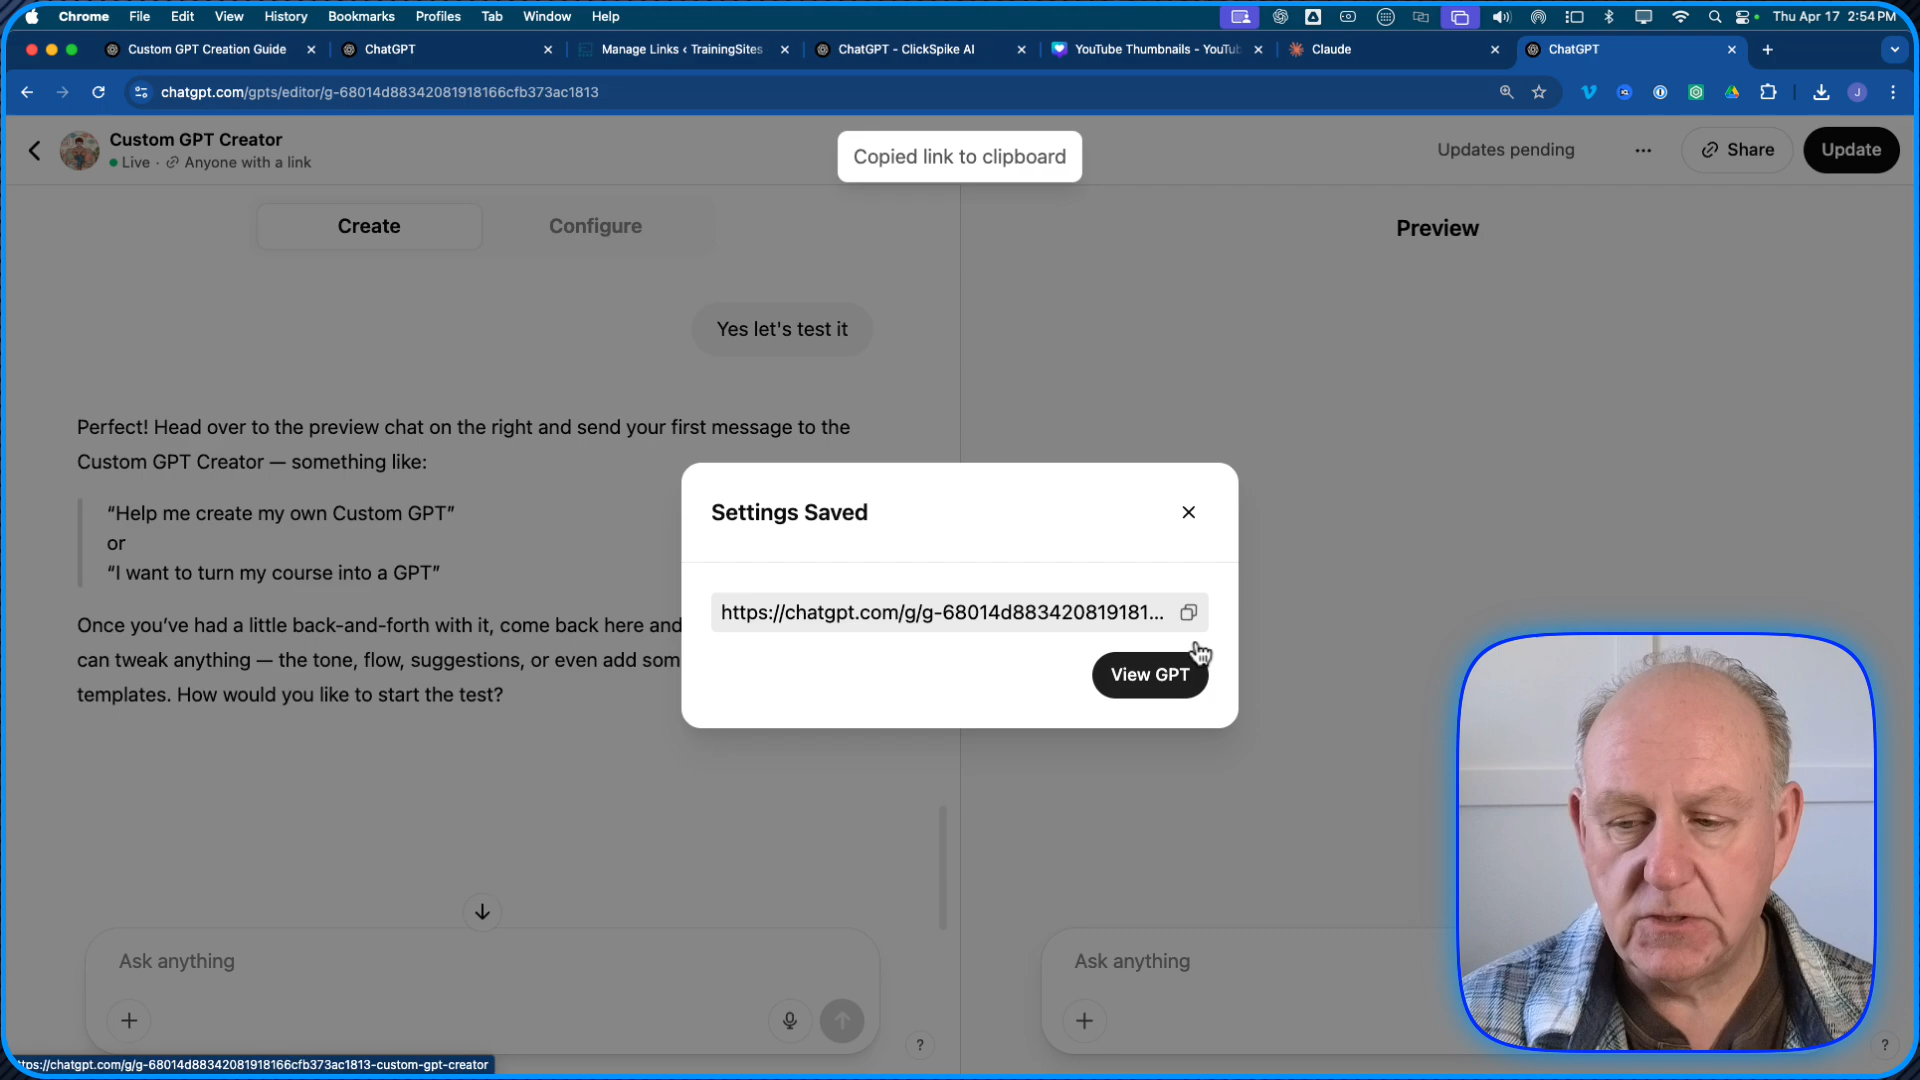 Chrome File Edit View History Bookmarks Profiles Tab Window Help Thu Apr 17 2:54 PM
Custom GPT Creation Guide ChatGPT Manage Links ‹ TrainingSites ChatGPT - ClickSpike AI YouTube Thumbnails - YouTub Claude ChatGPT
chatgpt.com/gpts/editor/g-68014d88342081918166cfb373ac1813 J
Custom GPT Creator
Live · Anyone with a link
Copied link to clipboard
Updates pending ... Share Update
Create Configure
Preview
Yes let's test it
Perfect! Head over to the preview chat on the right and send your first message to the
Custom GPT Creator — something like:
“Help me create my own Custom GPT”
or
“I want to turn my course into a GPT”
Once you’ve had a little back-and-forth with it, come back here and
can tweak anything — the tone, flow, suggestions, or even add som
templates. How would you like to start the test?
Settings Saved
https://chatgpt.com/g/g-68014d883420819181...
View GPT
Ask anything
Ask anything
?
?
ttps://chatgpt.com/g/g-68014d88342081918166cfb373ac1813-custom-gpt-creator